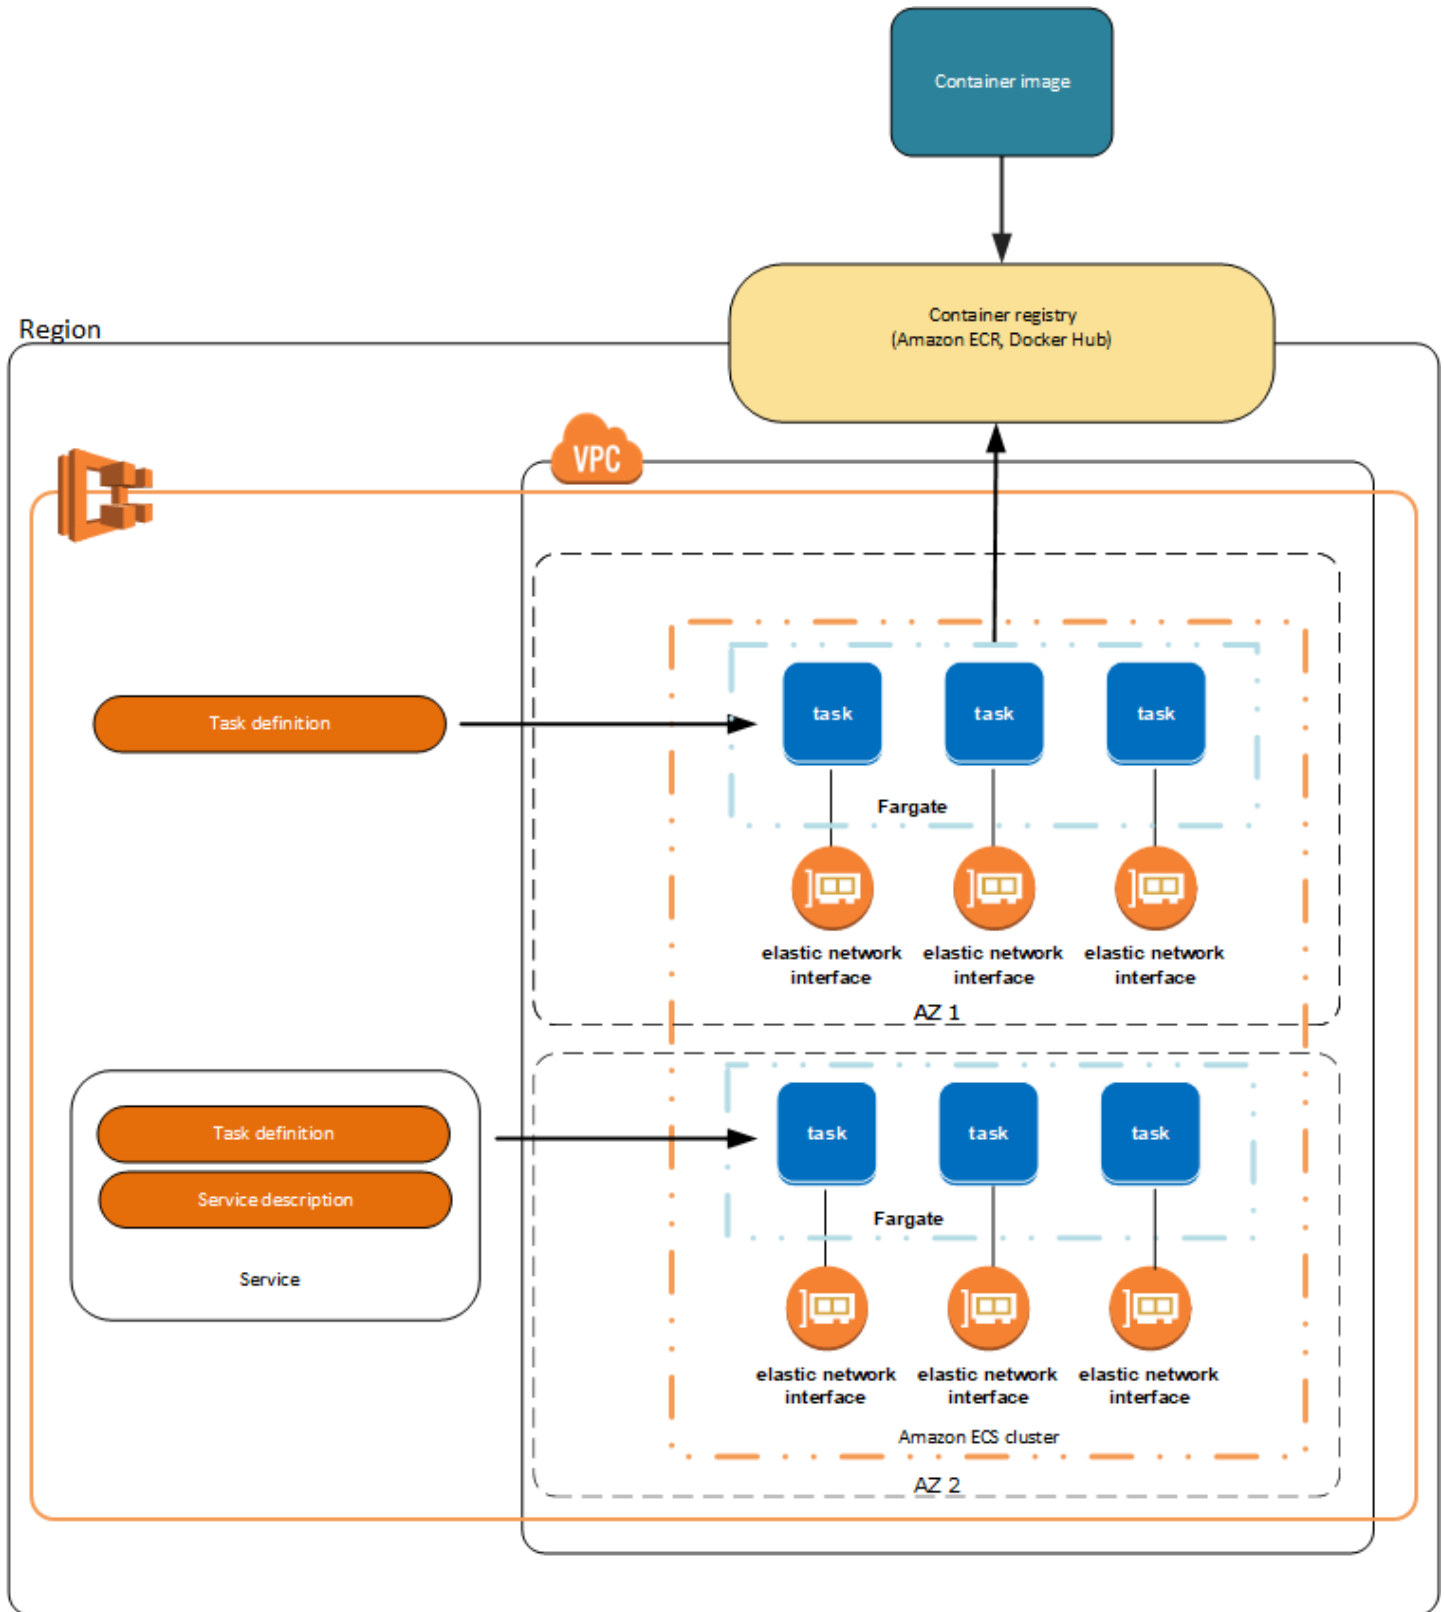 Container image
Container registry
(Amazon ECR, Docker Hub)
Region
VPC
Task definition
task
task
task
Fargate
elastic network
interface
elastic network
interface
elastic network
interface
AZ 1
Task definition
Service description
Service
task
task
task
Fargate
elastic network
interface
elastic network
interface
elastic network
interface
Amazon ECS cluster
AZ 2